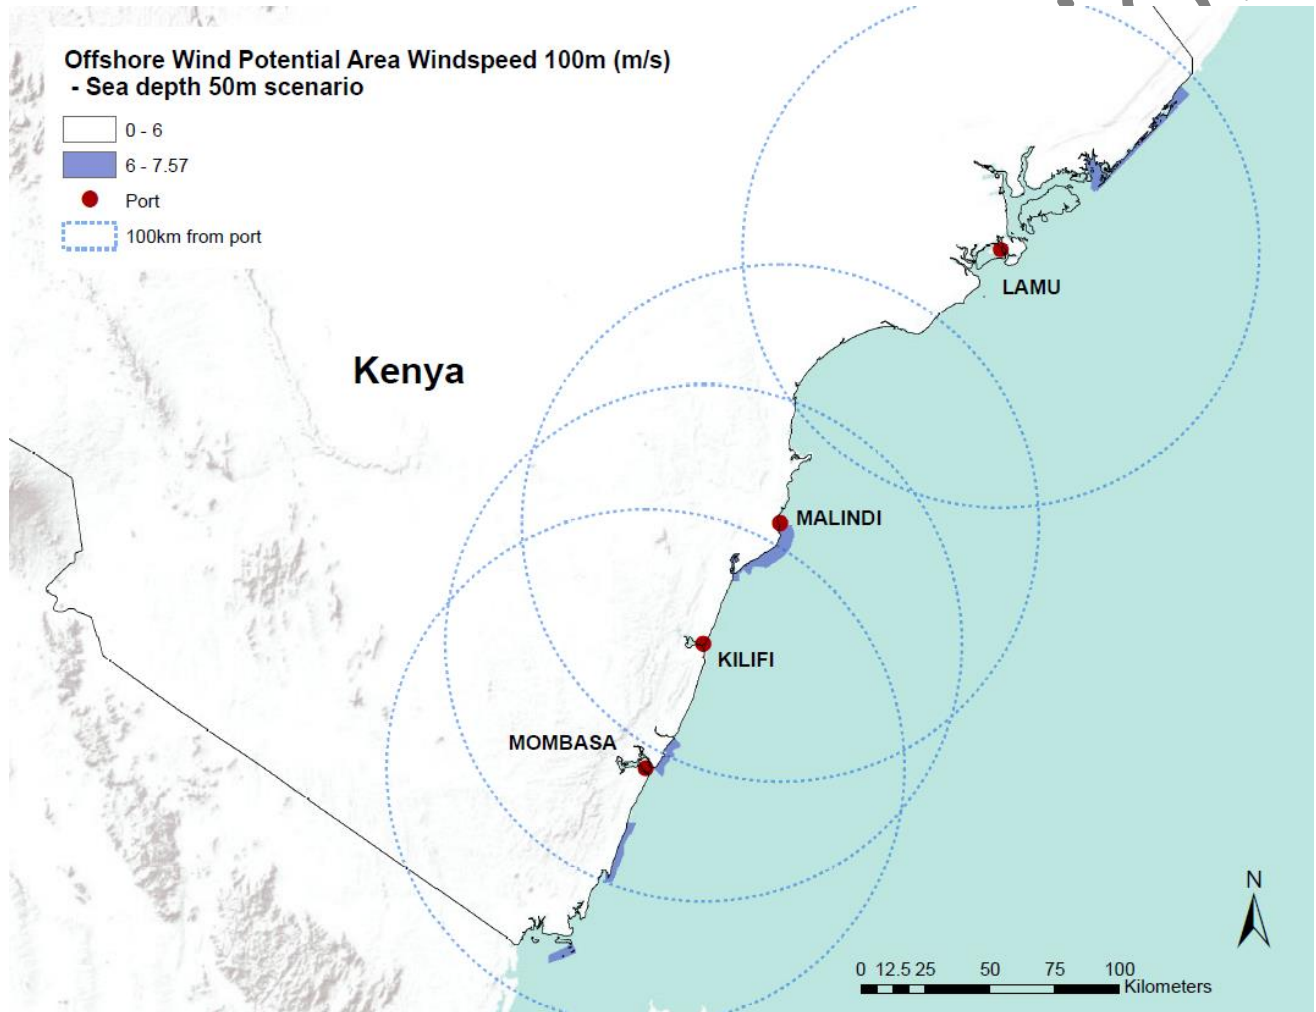 Offshore Wind Potential Area Windspeed 100m (m/s)
- Sea depth 50m scenario
0 - 6
6 - 7.57
Port
100km from port
LAMU
Kenya
MALINDI
KILIFI
MOMBASA
N
0 12.5 25 50 75 100
Kilometers